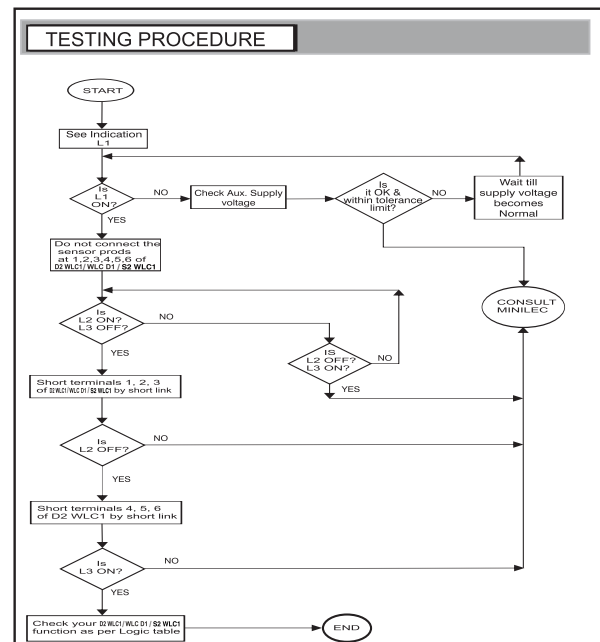 TESTING PROCEDURE
START
See Indication
L1
Is
L1
ON?
NO
YES
Check Aux. Supply
voltage
Is
it OK &
within tolerance
limit?
NO
Wait till
supply voltage
becomes
Normal
Do not connect the
sensor prods
at 1,2,3,4,5,6 of
D2 WLC1/ WLC D1 / S2 WLC1
CONSULT
MINILEC
Is
L2 ON?
L3 OFF?
NO
YES
IS
L2 OFF?
L3 ON?
NO
YES
Short terminals 1, 2, 3
of D2 WLC1/ WLC D1 / S2 WLC1 by short link
Is
L2 OFF?
NO
YES
Short terminals 4, 5, 6
of D2 WLC1 by short link
Is
L3 ON?
NO
YES
Check your D2 WLC1/ WLC D1 / S2 WLC1
function as per Logic table
END